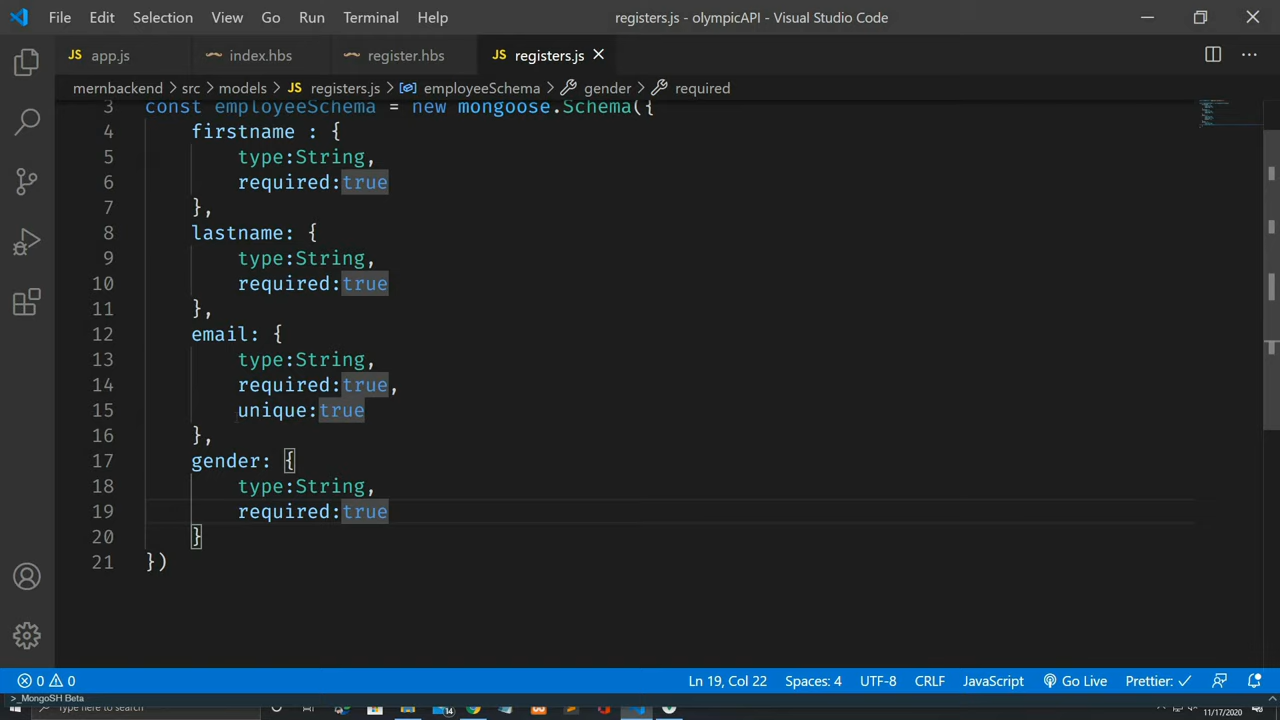 File Edit Selection View Go Run Terminal Help registers.js - olympicAPI - Visual Studio Code
JS app.js index.hbs register.hbs JS registers.js
mernbackend > src > models > JS registers.js > employeeSchema > gender > required
3 const employeeSchema = new mongoose.Schema({
4 firstname : {
5 type:String,
6 required:true
7 },
8 lastname: {
9 type:String,
10 required:true
11 },
12 email: {
13 type:String,
14 required:true,
15 unique:true
16 },
17 gender: {
18 type:String,
19 required:true
20 }
21 })
0 0 Ln 19, Col 22 Spaces: 4 UTF-8 CRLF JavaScript Go Live Prettier: ✓
>_MongoSH Beta
Type here to search 14 11/17/2020